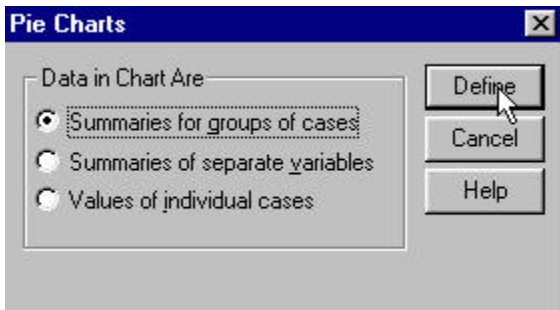 Pie Charts
Data in Chart Are
Summaries for groups of cases
Summaries of separate variables
Values of individual cases
Define
Cancel
Help